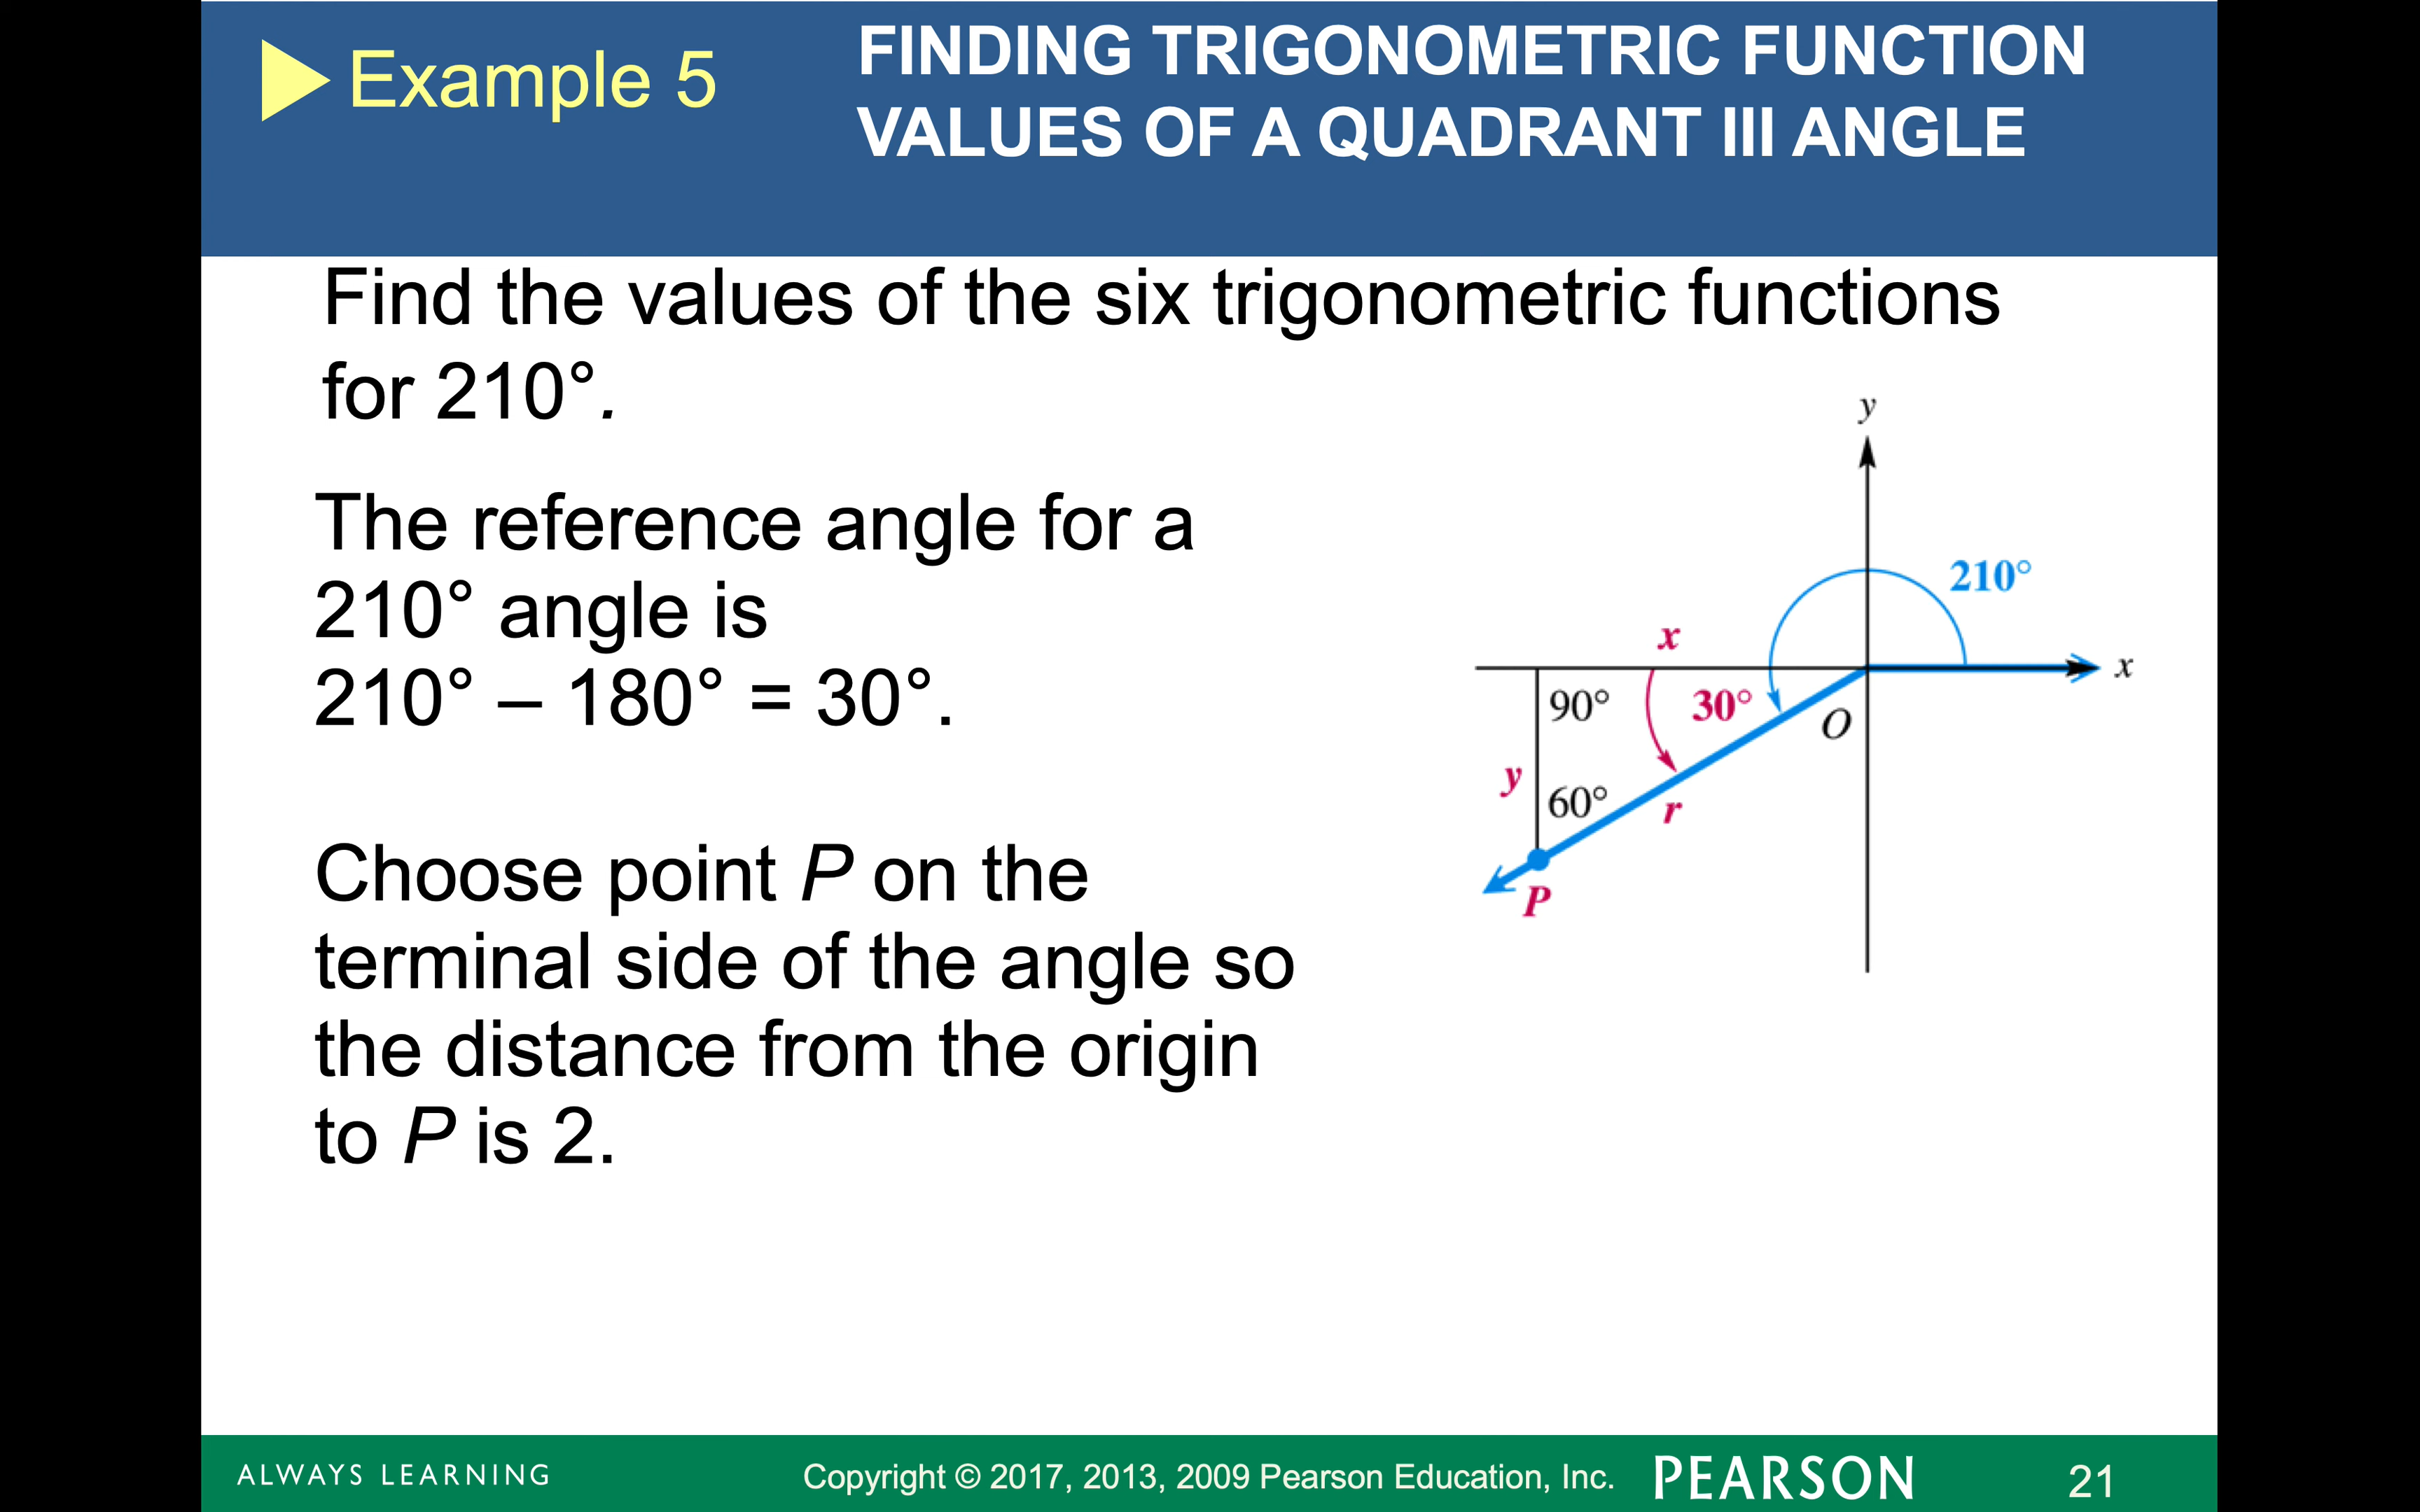 Example 5
FINDING TRIGONOMETRIC FUNCTION
VALUES OF A QUADRANT III ANGLE
Find the values of the six trigonometric functions
for 210°.
The reference angle for a
210° angle is
210° – 180° = 30°.
Choose point P on the
terminal side of the angle so
the distance from the origin
to P is 2.
y
210°
x
x
90°
30°
O
y
60°
r
P
ALWAYS LEARNING
Copyright © 2017, 2013, 2009 Pearson Education, Inc.
PEARSON
21